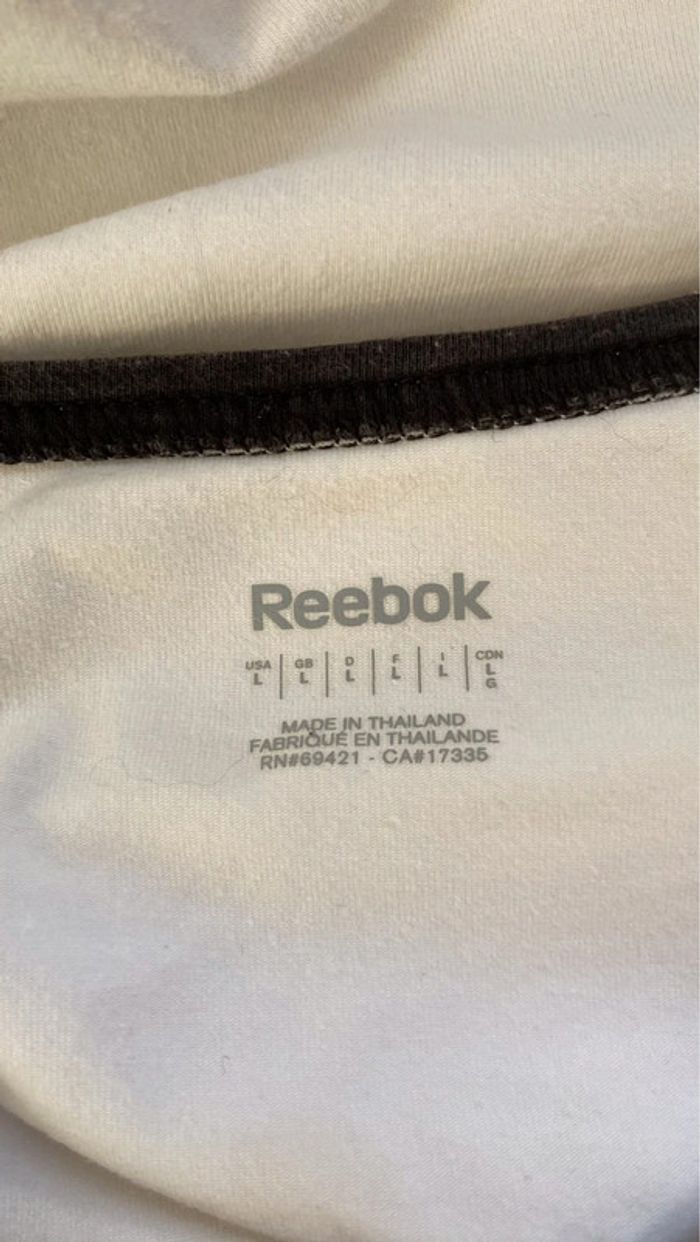 Reebok
USA | GB | D | F | I | CDN
L | L | L | L | L | L
G
MADE IN THAILAND
FABRIQUÉ EN THAILANDE
RN#69421 - CA#17335